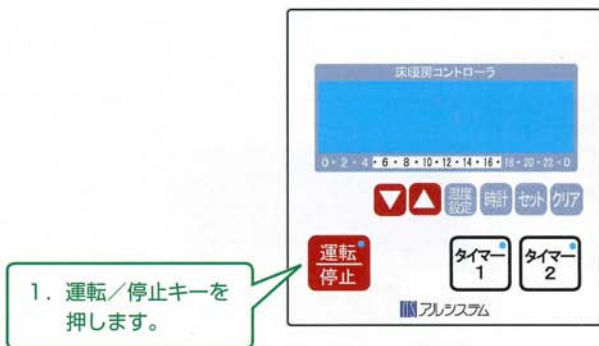 床暖房コントローラ
0・2・4・6・8・10・12・14・16・18・20・22・0
▼ ▲ 温度設定 時計 セット クリア
運転
停止
タイマー
1
タイマー
2
アルシステム
1. 運転／停止キーを
押します。